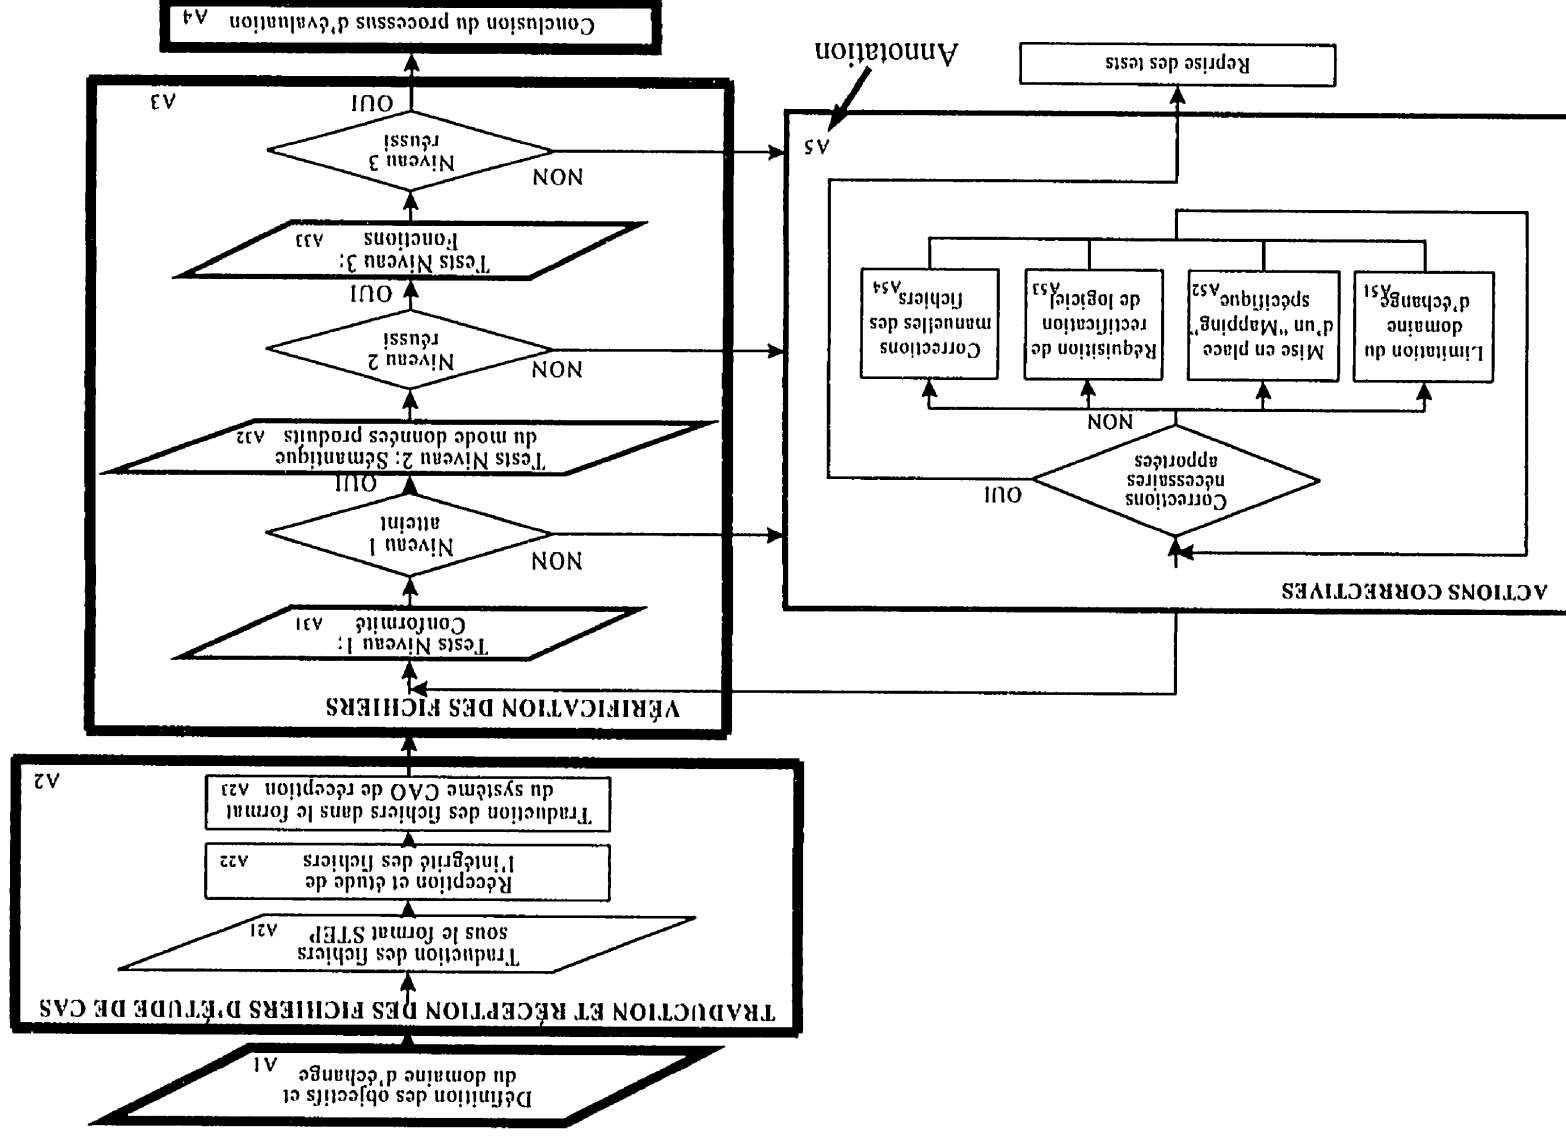 Définition des objectifs et
du domaine d'échange
A1
TRADUCTION ET RÉCEPTION DES FICHIERS D'ÉTUDE DE CAS
Traduction des fichiers
sous le format STEP
A21
Réception et étude de
l'intégrité des fichiers
A22
Traduction des fichiers dans le format
du système CAO de réception
A23
A2
VÉRIFICATION DES FICHIERS
Tests Niveau 1;
Conformité
A31
Niveau 1
atteint
NON
OUI
Tests Niveau 2; Sémantique
du mode données produits
A32
Niveau 2
réussi
NON
OUI
Tests Niveau 3;
Fonctions
A33
Niveau 3
réussi
NON
OUI
A3
Conclusion du processus d'évaluation
A4
ACTIONS CORRECTIVES
Corrections
nécessaires
apportées
OUI
NON
Limitation du
domaine
d'échange
A51
Mise en place
d'un "Mapping"
spécifique
A52
Réquisition de
rectification
de logiciel
A53
Corrections
manuelles des
fichiers
A54
A5
Annotation
Reprise des tests